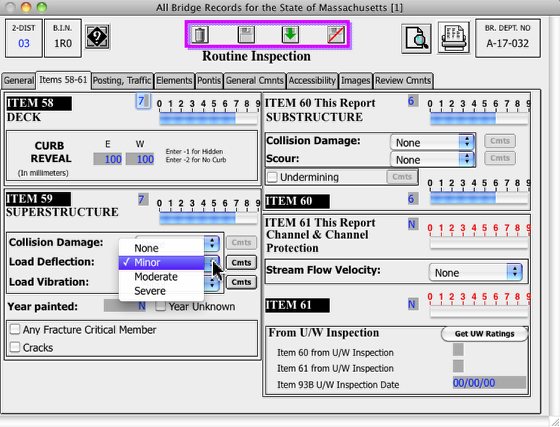 All Bridge Records for the State of Massachusetts [1]
2-DIST
03
B.I.N.
1R0
?
Routine Inspection
BR. DEPT NO
A-17-032
General
Items 58-61
Posting, Traffic
Elements
Pontis
General Cmnts
Accessibility
Images
Review Cmnts
ITEM 58
DECK
7
0 1 2 3 4 5 6 7 8 9
CURB
REVEAL
(In millimeters)
E W
100 100
Enter -1 for Hidden
Enter -2 for No Curb
ITEM 59
SUPERSTRUCTURE
7
0 1 2 3 4 5 6 7 8 9
Collision Damage:
Cmts
Load Deflection:
Cmts
Load Vibration:
Cmts
None
✓ Minor
Moderate
Severe
Year painted: N Year Unknown
Any Fracture Critical Member
Cracks
ITEM 60 This Report
SUBSTRUCTURE
6
0 1 2 3 4 5 6 7 8 9
Collision Damage: None Cmts
Scour: None Cmts
Undermining Cmts
ITEM 60
6
0 1 2 3 4 5 6 7 8 9
ITEM 61 This Report
Channel & Channel
Protection
N
0 1 2 3 4 5 6 7 8 9
Stream Flow Velocity: None
ITEM 61
N
0 1 2 3 4 5 6 7 8 9
From U/W Inspection
Get UW Ratings
Item 60 from U/W Inspection
Item 61 from U/W Inspection
Item 93B U/W Inspection Date 00/00/00